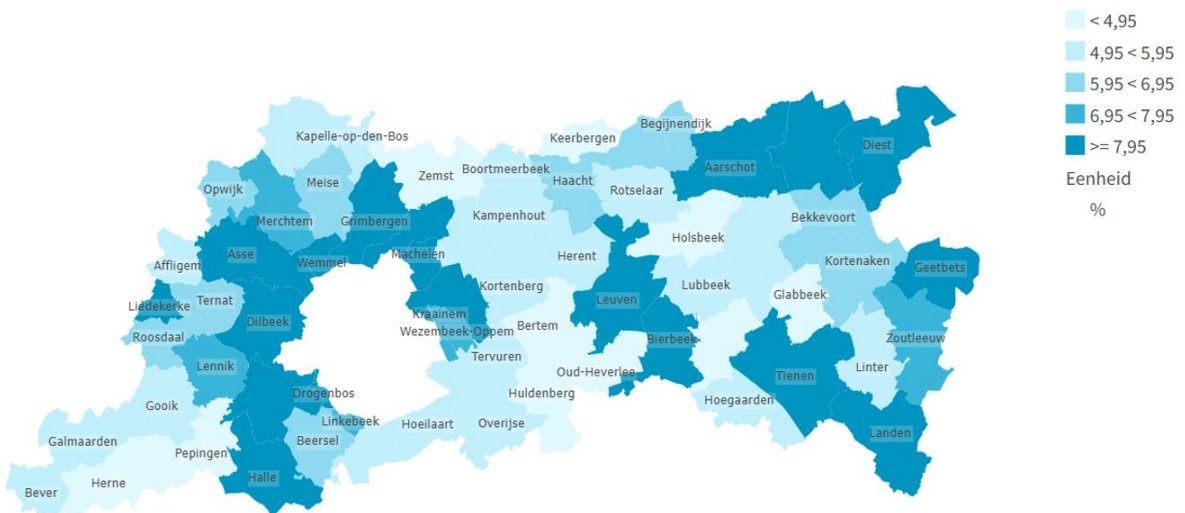 < 4,95
4,95 < 5,95
5,95 < 6,95
6,95 < 7,95
>= 7,95
Eenheid
%
Kapelle-op-den-Bos
Keerbergen
Begijnendijk
Diest
Zemst
Boortmeerbeek
Haacht
Aarschot
Opwijk
Meise
Rotselaar
Merchtem
Grimbergen
Kampenhout
Bekkevoort
Holsbeek
Asse
Wemmel
Machelen
Herent
Affligem
Kortenaken
Geetbets
Kortenberg
Lubbeek
Glabbeek
Liedekerke
Ternat
Leuven
Dilbeek
Kraainem
Bertem
Roosdaal
Wezembeek-Oppem
Bierbeek
Zoutleeuw
Lennik
Tervuren
Oud-Heverlee
Tienen
Linter
Drogenbos
Huldenberg
Hoegaarden
Gooik
Linkebeek
Hoeilaart
Overijse
Galmaarden
Beersel
Landen
Pepingen
Halle
Herne
Bever